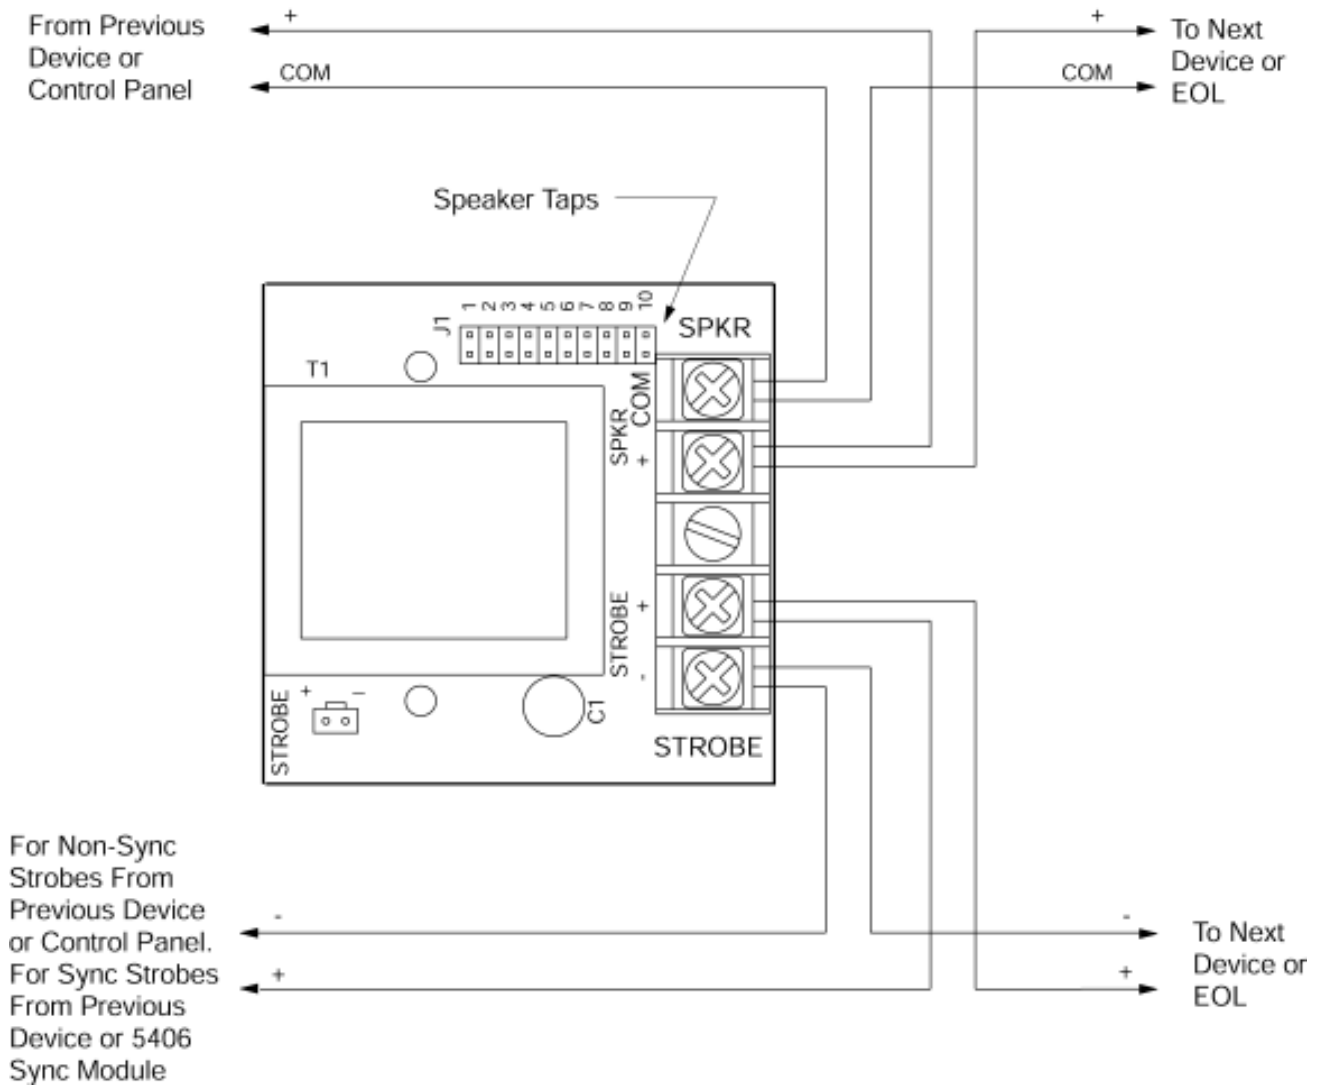 From Previous
Device or
Control Panel
+
COM
+
COM
To Next
Device or
EOL
Speaker Taps
J1
1 2 3 4 5 6 7 8 9 10
SPKR
T1
SPKR
COM
+
STROBE
+
-
STROBE
+ −
C1
STROBE
For Non-Sync
Strobes From
Previous Device
or Control Panel.
For Sync Strobes
From Previous
Device or 5406
Sync Module
-
+
-
+
To Next
Device or
EOL